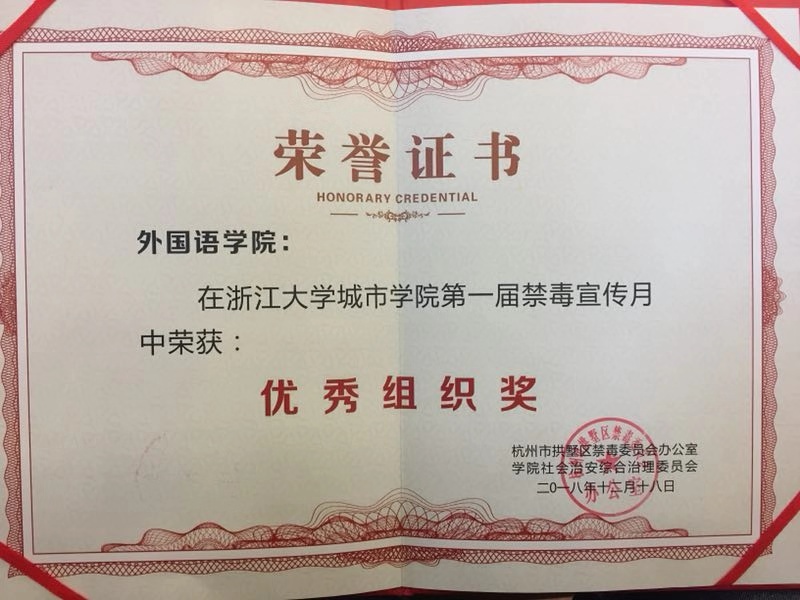 荣誉证书
HONORARY CREDENTIAL
外国语学院：
在浙江大学城市学院第一届禁毒宣传月
中荣获：
优秀组织奖
杭州市拱墅区禁毒委员会办公室
学院社会治安综合治理委员会
二〇一八年十二月十八日
办公室